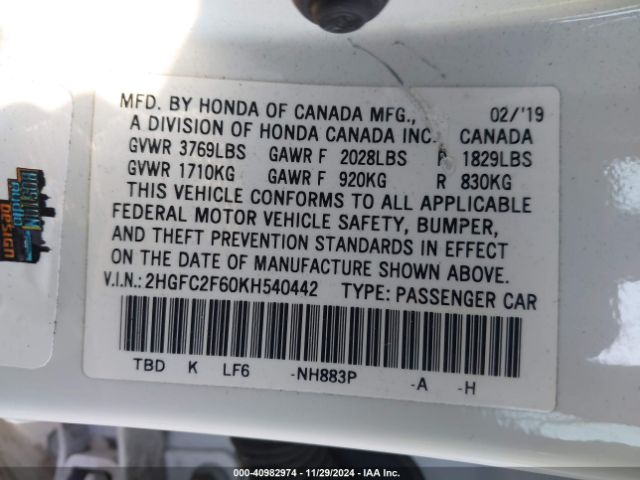 MFD. BY HONDA OF CANADA MFG., 02/'19
A DIVISION OF HONDA CANADA INC. CANADA
GVWR 3769LBS GAWR F 2028LBS R 1829LBS
GVWR 1710KG GAWR F 920KG R 830KG
THIS VEHICLE CONFORMS TO ALL APPLICABLE
FEDERAL MOTOR VEHICLE SAFETY, BUMPER,
AND THEFT PREVENTION STANDARDS IN EFFECT
ON THE DATE OF MANUFACTURE SHOWN ABOVE.
V.I.N.: 2HGFC2F60KH540442 TYPE: PASSENGER CAR
TBD K LF6 -NH883P -A -H
AUTO
DESIGN
000-40982974 | 11/29/2024 | IAA Inc.